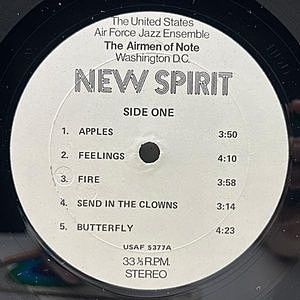 The United States
Air Force Jazz Ensemble
The Airmen of Note
Washington D.C.
NEW SPIRIT
SIDE ONE
1. APPLES 3:50
2. FEELINGS 4:10
3. FIRE 3:58
4. SEND IN THE CLOWNS 3:14
5. BUTTERFLY 4:23
USAF 5377A
33⅓ R.P.M.
STEREO